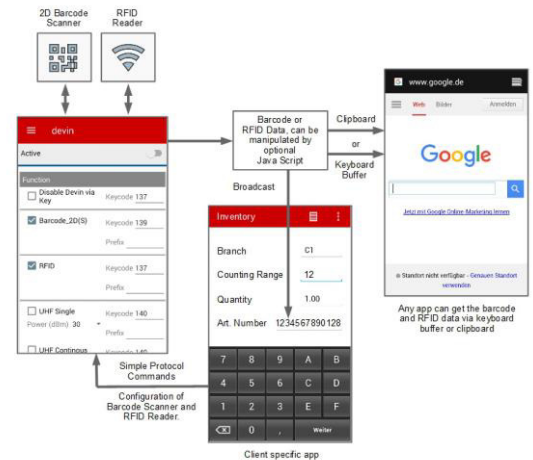 2D Barcode
Scanner
RFID
Reader
devin
Active
Function
Disable Devin via
Key
Keycode 137
Barcode_2D(S)
Keycode 139
Prefix
RFID
Keycode 137
Prefix
UHF Single
Keycode 140
Power (dBm) 30
Prefix
UHF Continous
Keycode 140
Barcode or
RFID Data, can be
manipulated by
optional
Java Script
Clipboard
or
Keyboard
Buffer
Broadcast
www.google.de
Web
Bilder
Anmelden
Google
Jetzt mit Google Online-Marketing lernen
Standort nicht verfügbar - Genauen Standort
verwenden
Any app can get the barcode
and RFID data via keyboard
buffer or clipboard
Inventory
Branch
C1
Counting Range
12
Quantity
1.00
Art. Number
1234567890128
7 8 9 A B
4 5 6 C D
1 2 3 E F
0 . Weiter
Simple Protocol
Commands
Configuration of
Barcode Scanner and
RFID Reader.
Client specific app